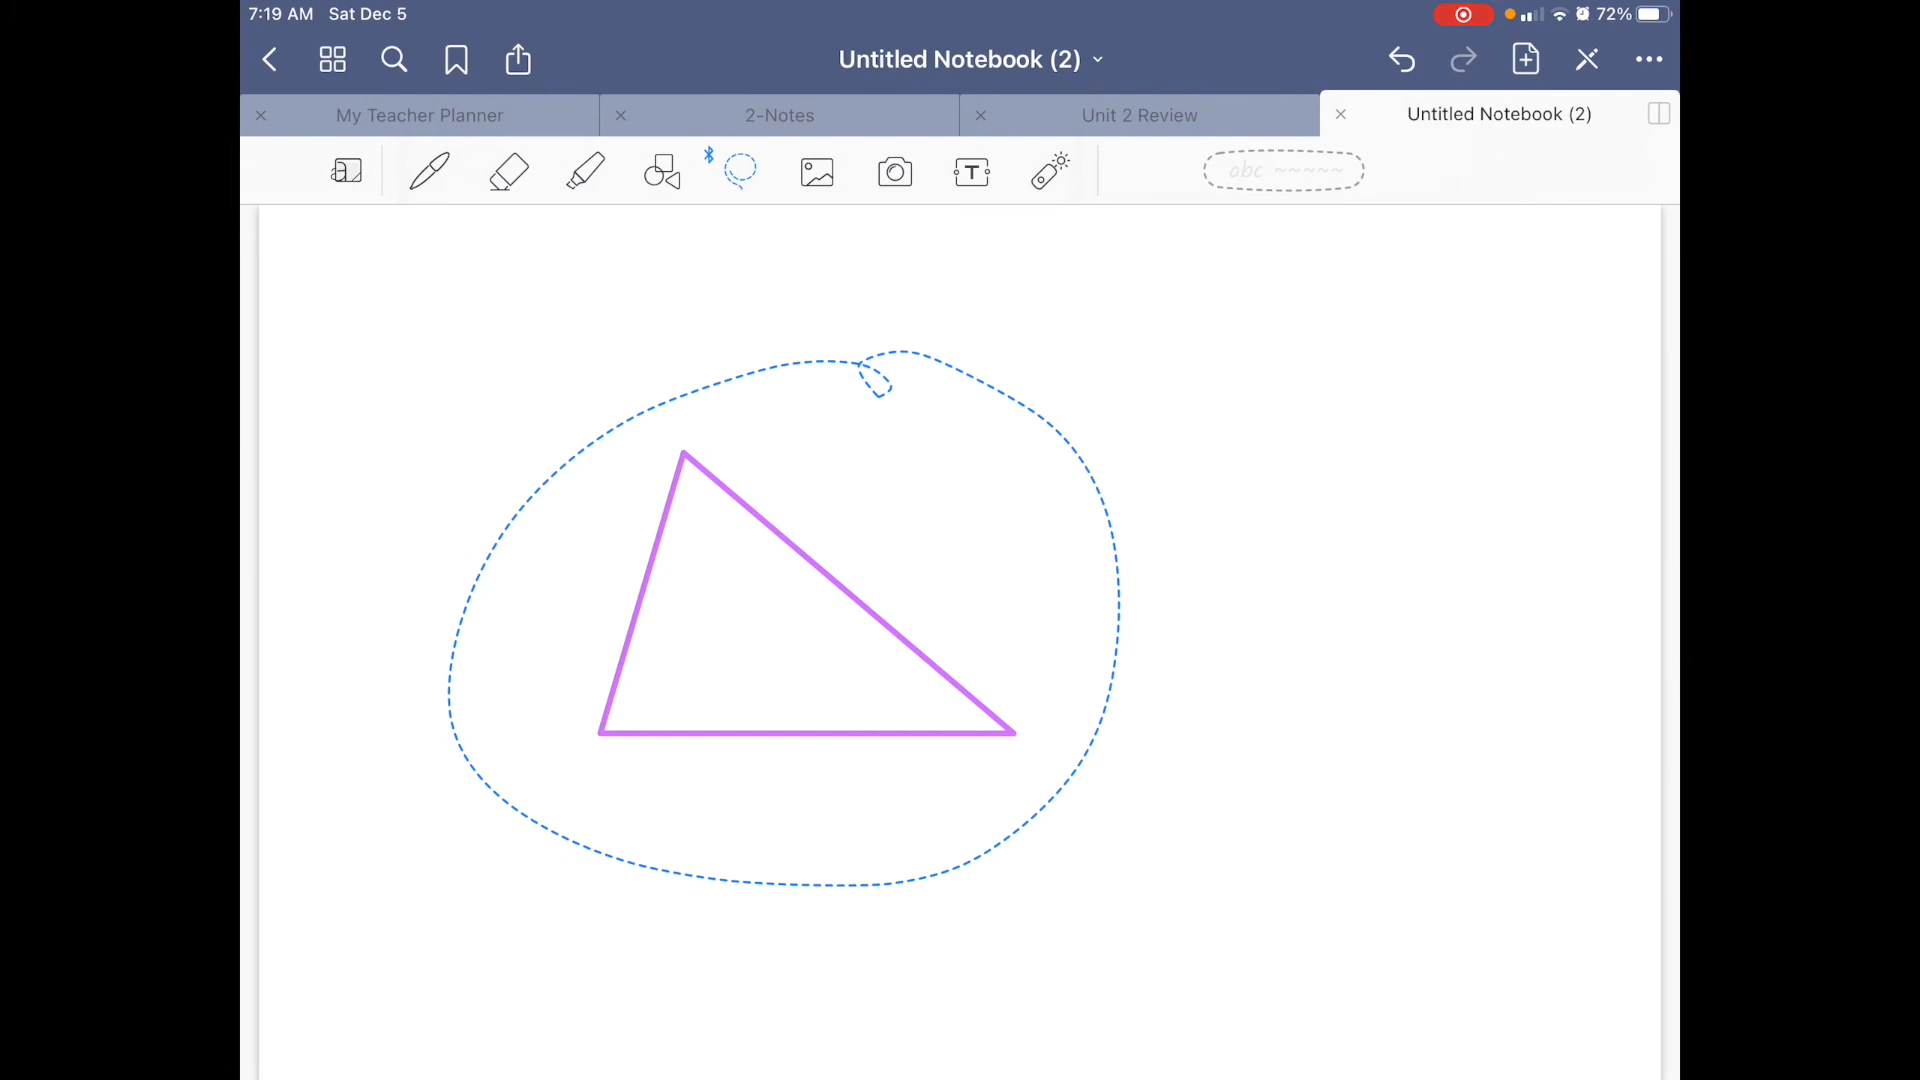 7:19 AM Sat Dec 5 72%
Untitled Notebook (2)
My Teacher Planner 2-Notes Unit 2 Review Untitled Notebook (2)
a T abc ~~~~~